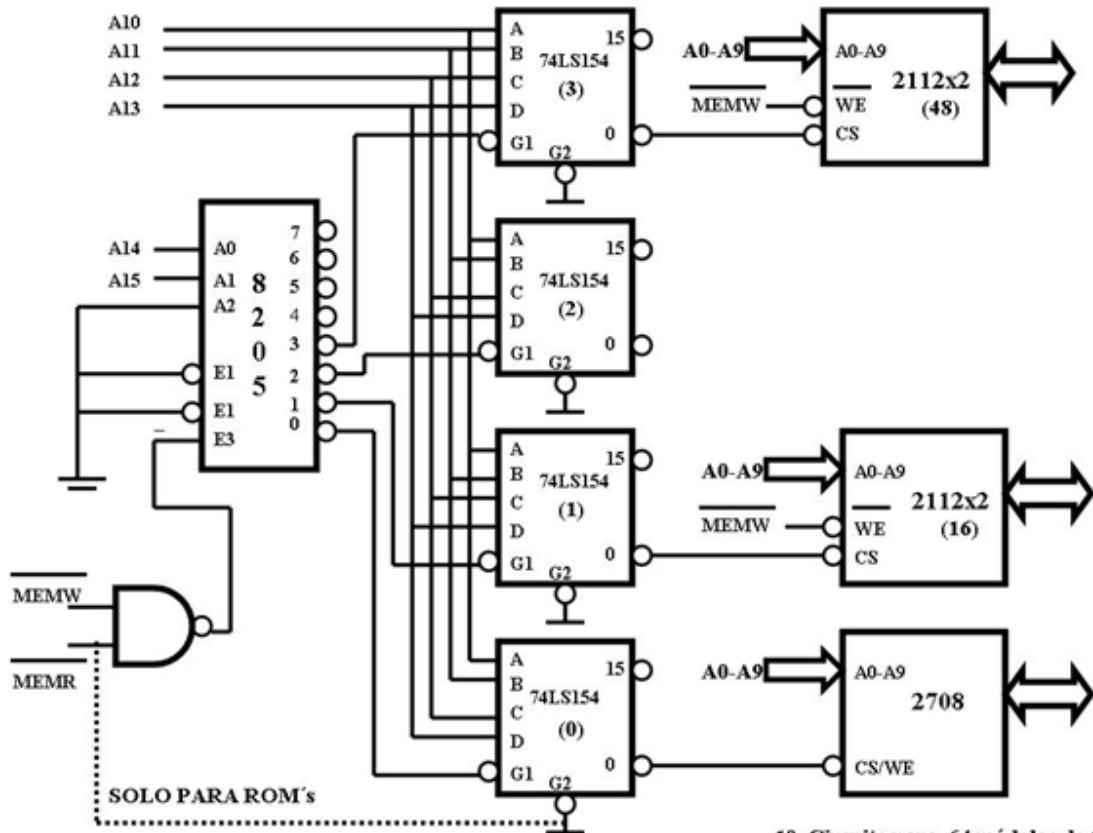 A10
A11
A12
A13
A
B
C
D
G1
G2
15
0
74LS154
(3)
A0-A9
MEMW
A0-A9
WE
CS
2112x2
(48)
A14
A15
A0
A1
A2
E1
E1
E3
8
2
0
5
7
6
5
4
3
2
1
0
A
B
C
D
G1
G2
15
0
74LS154
(2)
A
B
C
D
G1
G2
15
0
74LS154
(1)
A0-A9
MEMW
A0-A9
WE
CS
2112x2
(16)
MEMW
MEMR
A
B
C
D
G1
G2
15
0
74LS154
(0)
A0-A9
A0-A9
2708
CS/WE
SOLO PARA ROM´s